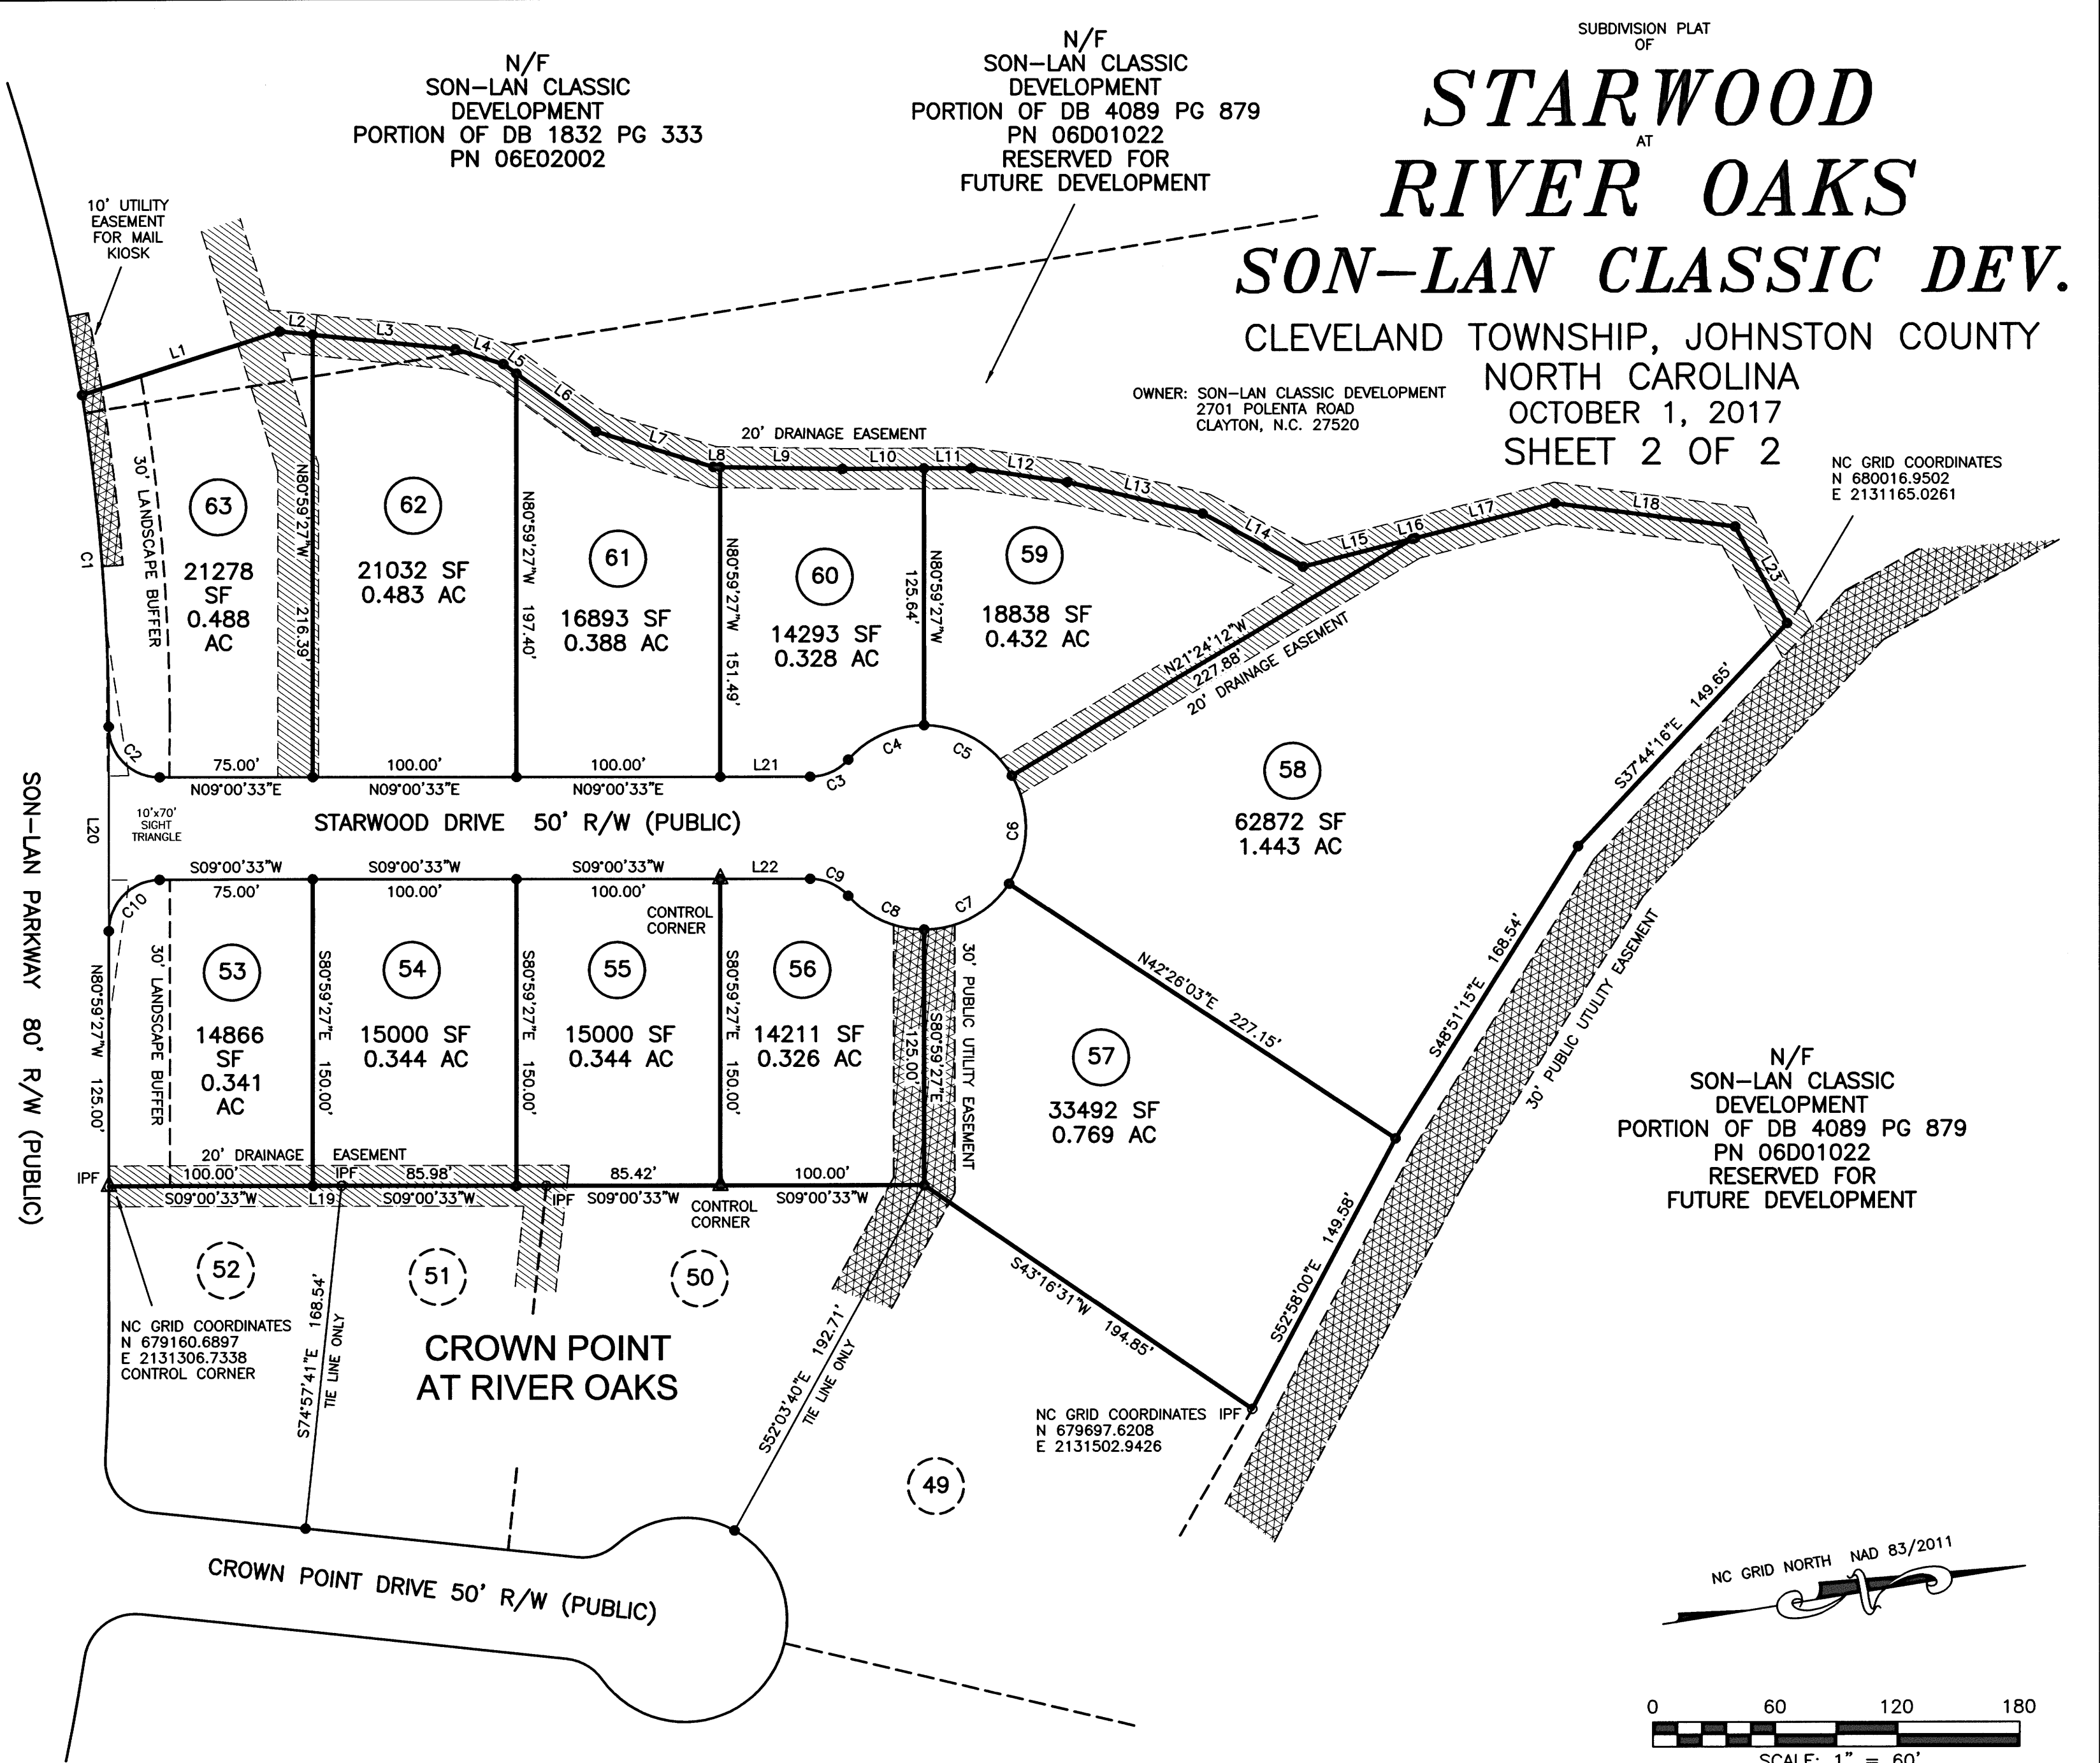 SUBDIVISION PLAT
OF
STARWOOD
AT
RIVER OAKS
SON-LAN CLASSIC DEV.
CLEVELAND TOWNSHIP, JOHNSTON COUNTY
NORTH CAROLINA
OCTOBER 1, 2017
SHEET 2 OF 2
OWNER: SON-LAN CLASSIC DEVELOPMENT
2701 POLENTA ROAD
CLAYTON, N.C. 27520
N/F
SON-LAN CLASSIC
DEVELOPMENT
PORTION OF DB 1832 PG 333
PN 06E02002
N/F
SON-LAN CLASSIC
DEVELOPMENT
PORTION OF DB 4089 PG 879
PN 06D01022
RESERVED FOR
FUTURE DEVELOPMENT
10' UTILITY
EASEMENT
FOR MAIL
KIOSK
NC GRID COORDINATES
N 680016.9502
E 2131165.0261
L1
L2
L3
L4
L5
L6
L7
L8
L9
L10
L11
L12
L13
L14
L15
L16
L17
L18
L23
20' DRAINAGE EASEMENT
C1
30' LANDSCAPE BUFFER
63
21278
SF
0.488
AC
N80°59'27"W 216.39'
62
21032 SF
0.483 AC
N80°59'27"W 197.40'
61
16893 SF
0.388 AC
N80°59'27"W 151.49'
60
14293 SF
0.328 AC
N80°59'27"W
125.64'
59
18838 SF
0.432 AC
N21°24'12"W
227.88'
20' DRAINAGE EASEMENT
58
62872 SF
1.443 AC
S37°44'16"E 149.65'
C2
75.00'
N09°00'33"E
100.00'
N09°00'33"E
100.00'
N09°00'33"E
L21
C3
C4
C5
C6
C7
C8
C9
C10
L20
10'x70'
SIGHT
TRIANGLE
STARWOOD DRIVE 50' R/W (PUBLIC)
SON-LAN PARKWAY 80' R/W (PUBLIC)
S09°00'33"W
75.00'
S09°00'33"W
100.00'
S09°00'33"W
100.00'
L22
CONTROL
CORNER
N80°59'27"W 125.00'
30' LANDSCAPE BUFFER
53
14866
SF
0.341
AC
S80°59'27"E 150.00'
54
15000 SF
0.344 AC
S80°59'27"E 150.00'
55
15000 SF
0.344 AC
S80°59'27"E 150.00'
56
14211 SF
0.326 AC
S80°59'27"E
125.00'
30' PUBLIC UTILITY EASEMENT
57
33492 SF
0.769 AC
N42°26'03"E 227.15'
S48°51'15"E 168.54'
30' PUBLIC UTUILITY EASEMENT
S52°58'00"E 149.58'
S43°16'31"W 194.85'
N/F
SON-LAN CLASSIC
DEVELOPMENT
PORTION OF DB 4089 PG 879
PN 06D01022
RESERVED FOR
FUTURE DEVELOPMENT
20' DRAINAGE EASEMENT
IPF
100.00'
IPF
85.98'
85.42'
100.00'
S09°00'33"W
L19
S09°00'33"W
IPF
S09°00'33"W
S09°00'33"W
CONTROL
CORNER
52
51
50
49
NC GRID COORDINATES
N 679160.6897
E 2131306.7338
CONTROL CORNER
S74°57'41"E 168.54'
TIE LINE ONLY
CROWN POINT
AT RIVER OAKS
S52°03'40"E 192.71'
TIE LINE ONLY
NC GRID COORDINATES IPF
N 679697.6208
E 2131502.9426
CROWN POINT DRIVE 50' R/W (PUBLIC)
NC GRID NORTH NAD 83/2011
0 60 120 180
SCALE: 1" = 60'